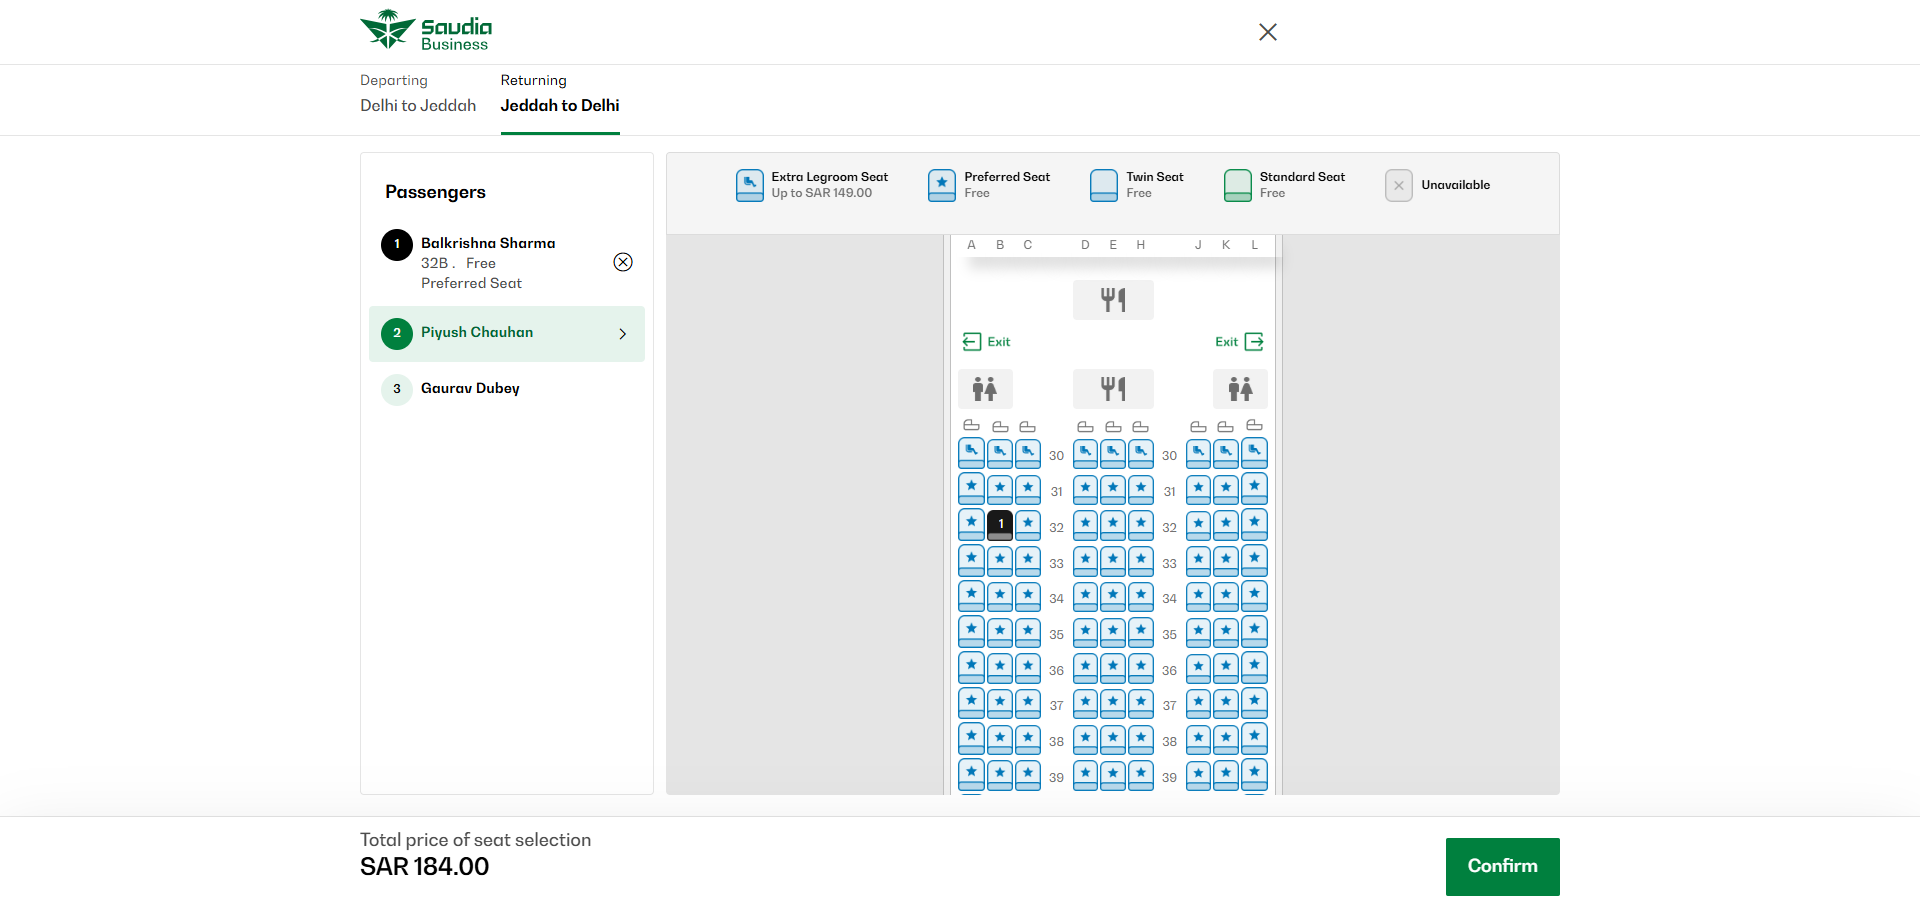 Saudia
Business
Departing
Delhi to Jeddah
Returning
Jeddah to Delhi
Passengers
1
Balkrishna Sharma
32B . Free
Preferred Seat
2
Piyush Chauhan
3
Gaurav Dubey
Extra Legroom Seat
Up to SAR 149.00
Preferred Seat
Free
Twin Seat
Free
Standard Seat
Free
Unavailable
A B C D E H J K L
Exit Exit
30 30
31 31
1 32 32
33 33
34 34
35 35
36 36
37 37
38 38
39 39
Total price of seat selection
SAR 184.00
Confirm